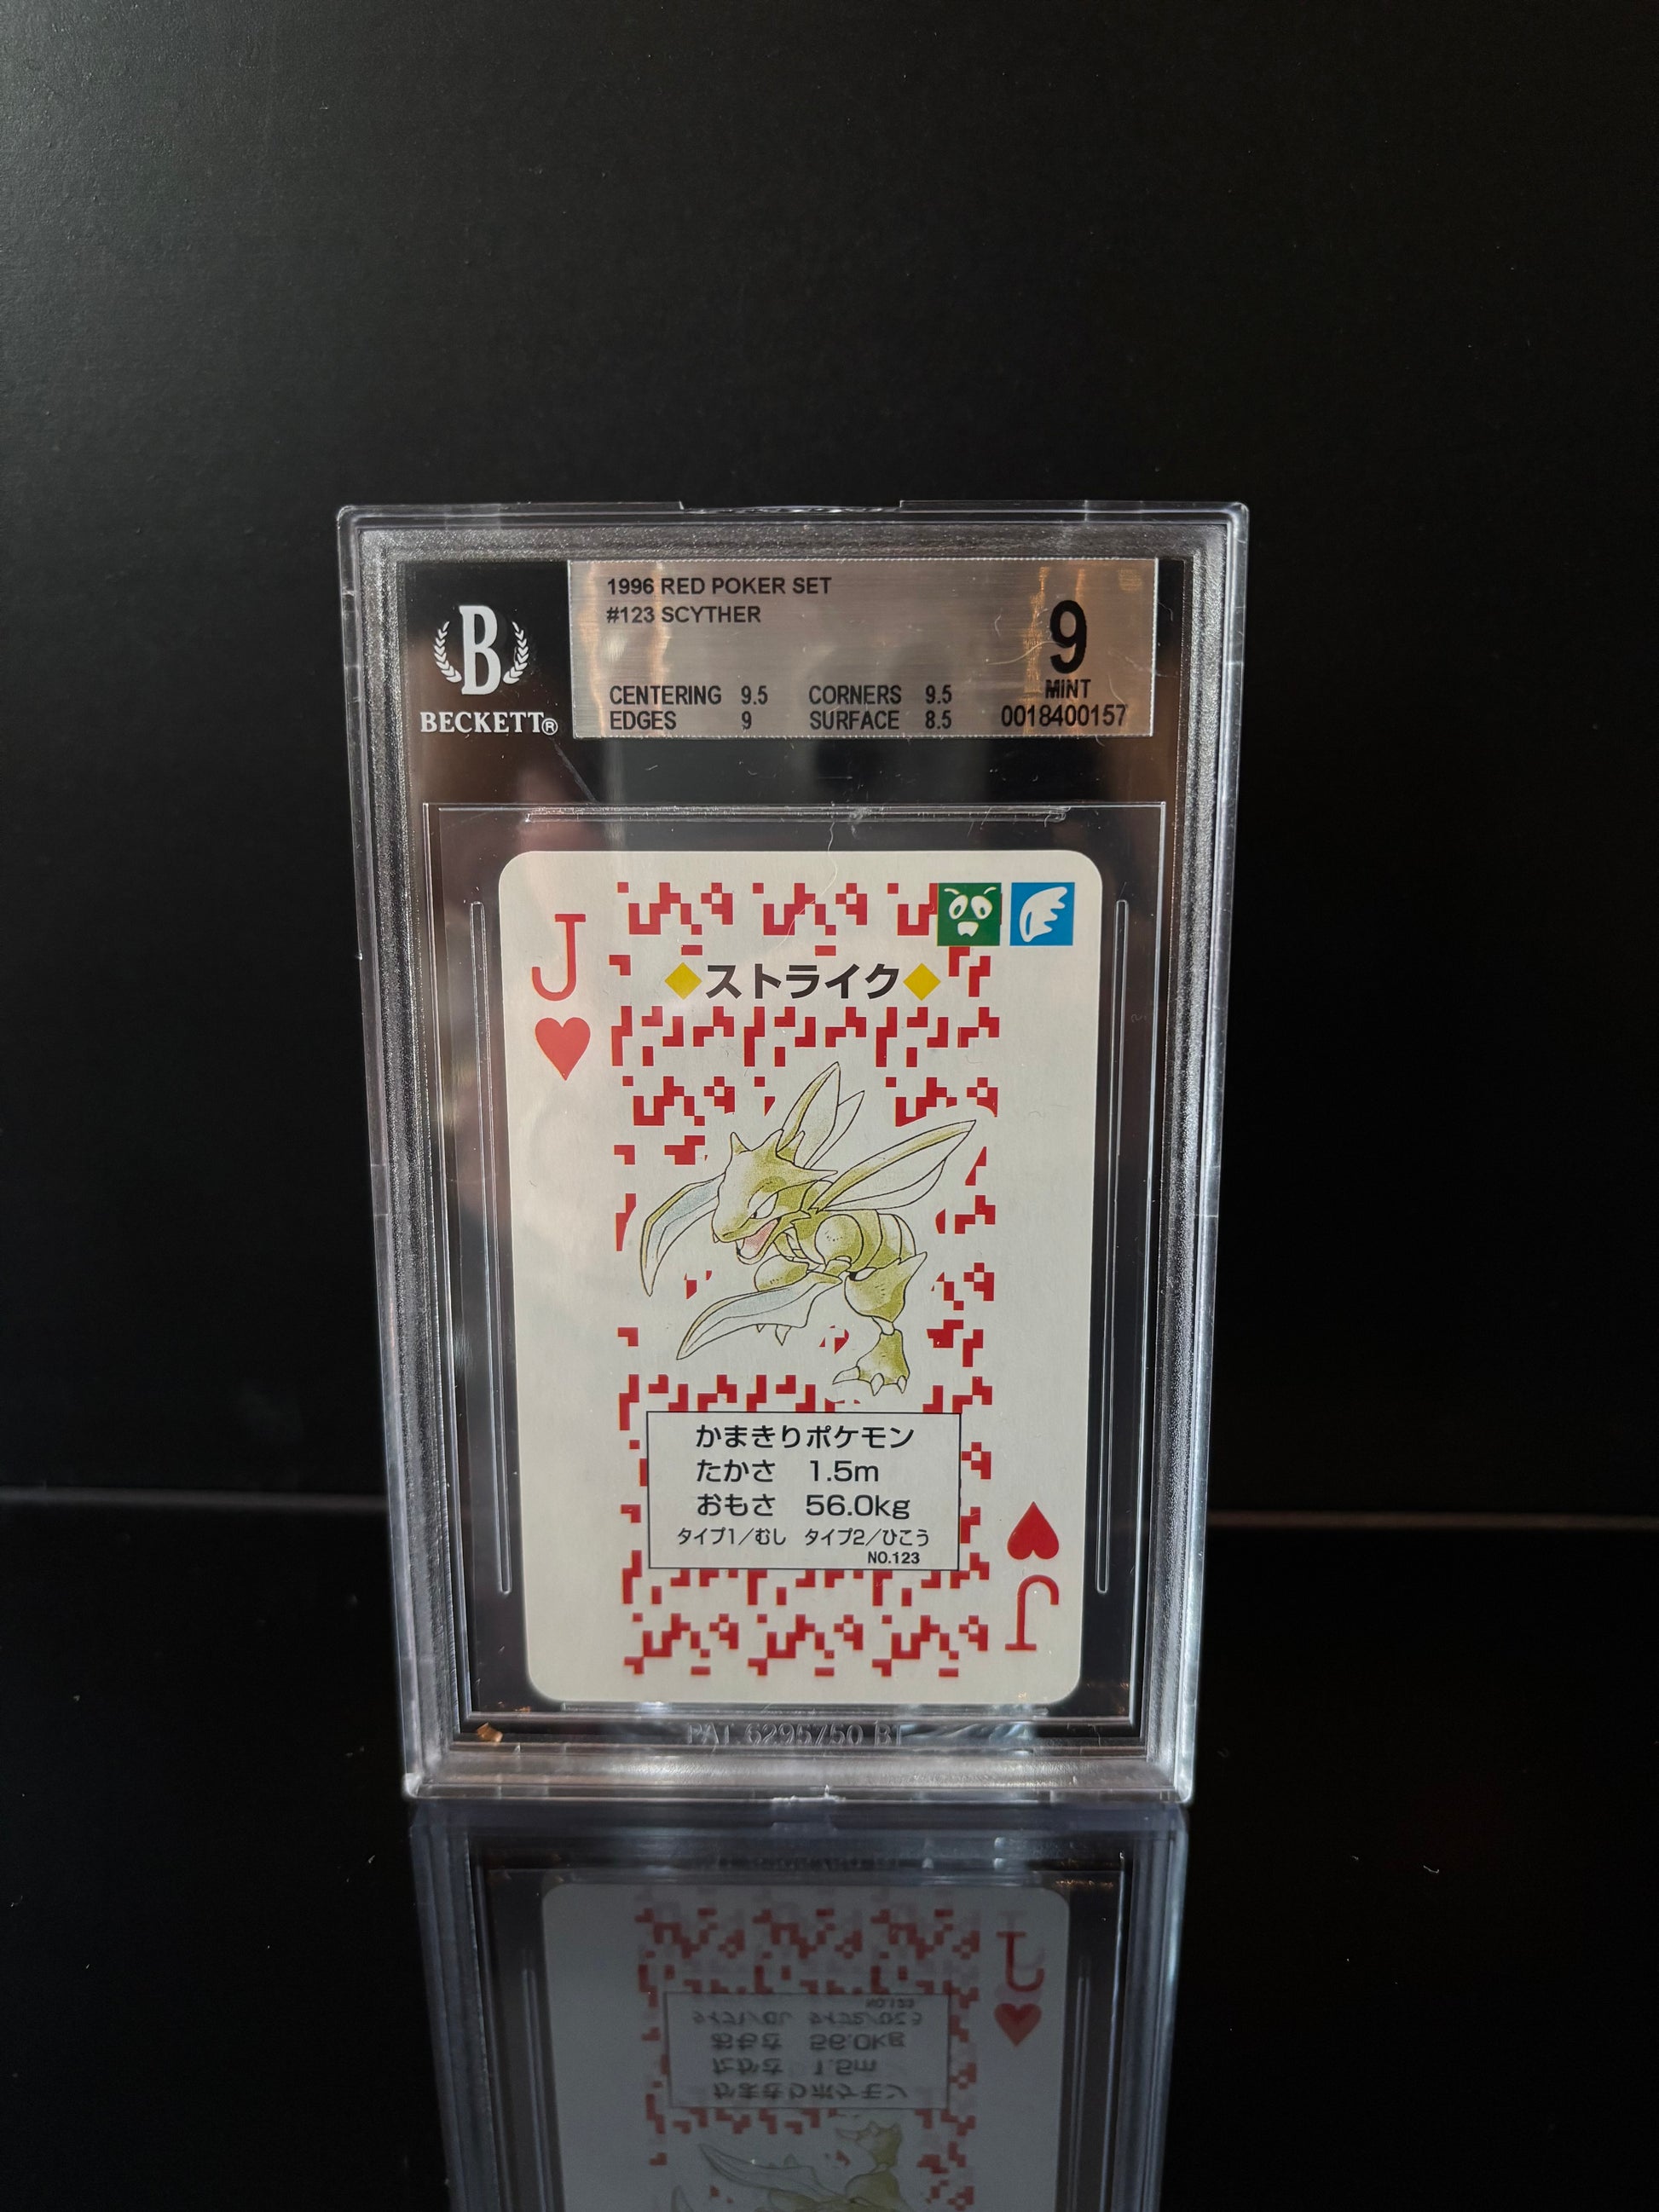 1996 RED POKER SET
#123 SCYTHER
9
MINT
CENTERING 9.5 CORNERS 9.5
EDGES 9 SURFACE 8.5
0018400157
B
BECKETT®
J
◆ストライク◆
かまきりポケモン
たかさ 1.5m
おもさ 56.0kg
タイプ1/むし タイプ2/ひこう
NO.123
J
PAT 6295750 B1